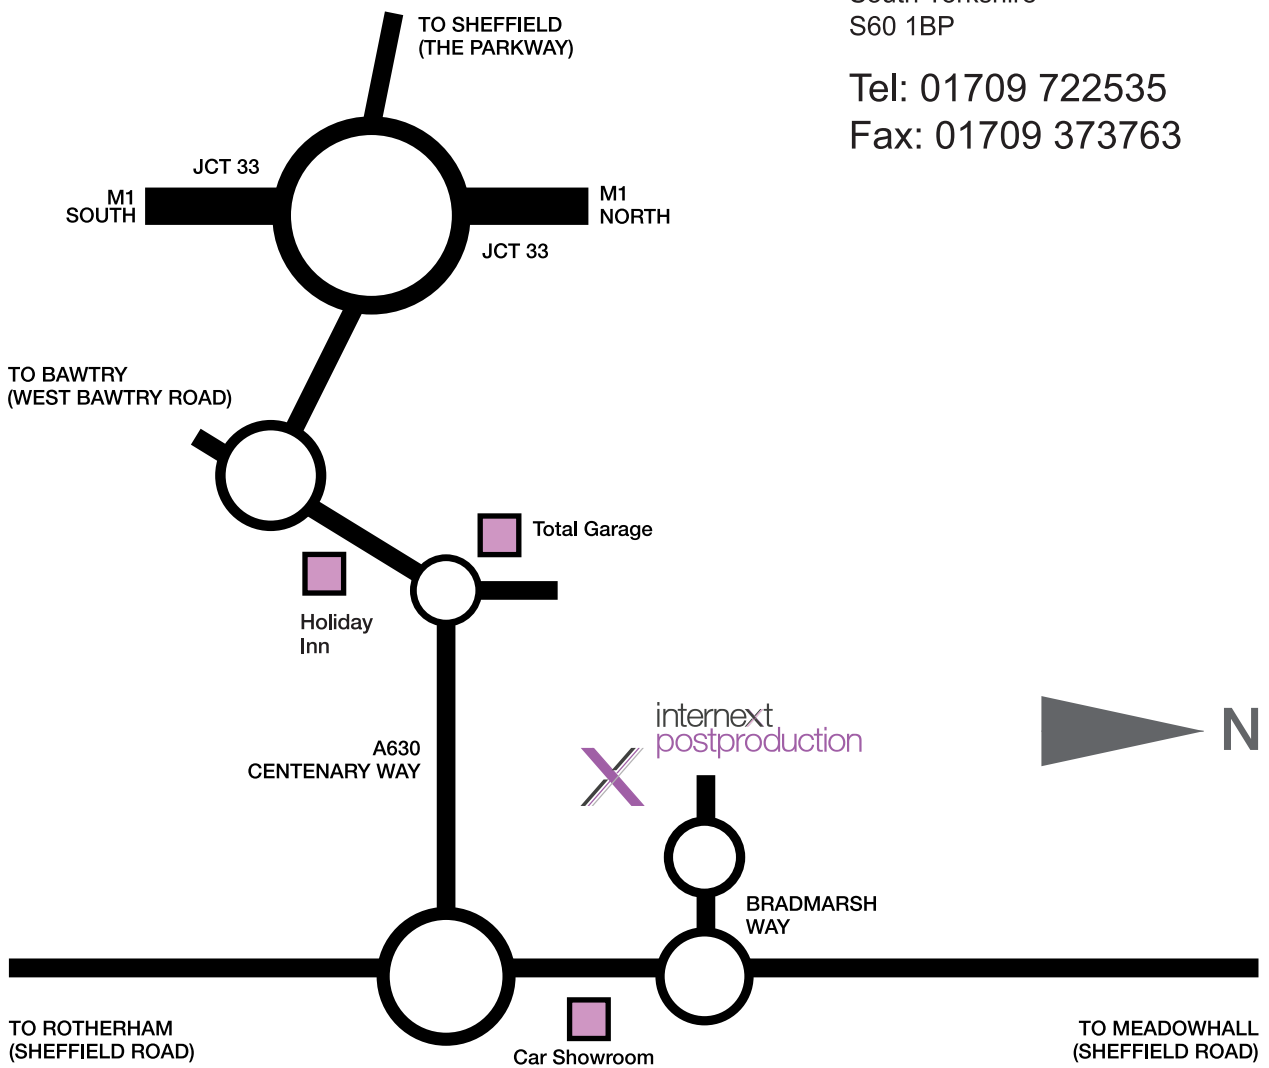 South Yorkshire
S60 1BP
Tel: 01709 722535
Fax: 01709 373763
TO SHEFFIELD
(THE PARKWAY)
JCT 33
M1
SOUTH
M1
NORTH
JCT 33
TO BAWTRY
(WEST BAWTRY ROAD)
Total Garage
Holiday
Inn
internext
postproduction
N
A630
CENTENARY WAY
BRADMARSH
WAY
TO ROTHERHAM
(SHEFFIELD ROAD)
Car Showroom
TO MEADOWHALL
(SHEFFIELD ROAD)